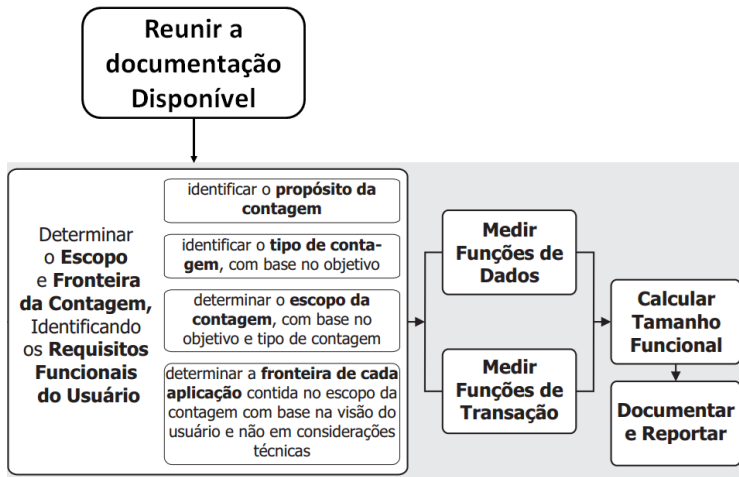 Reunir a
documentação
Disponível
Determinar
o Escopo
e Fronteira
da Contagem,
Identificando
os Requisitos
Funcionais
do Usuário
identificar o propósito da
contagem
identificar o tipo de conta-
gem, com base no objetivo
determinar o escopo da
contagem, com base no
objetivo e tipo de contagem
determinar a fronteira de cada
aplicação contida no escopo da
contagem com base na visão do
usuário e não em considerações
técnicas
Medir
Funções de
Dados
Medir
Funções de
Transação
Calcular
Tamanho
Funcional
Documentar
e Reportar